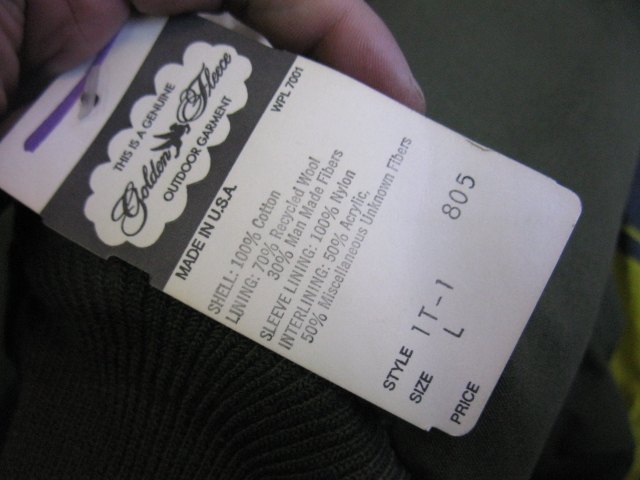 THIS IS A GENUINE
Golden Fleece
OUTDOOR GARMENT
WPL 7001
MADE IN U.S.A.
SHELL: 100% Cotton
LINING: 70% Recycled Wool
30% Man Made Fibers
SLEEVE LINING: 100% Nylon
INTERLINING: 50% Acrylic,
50% Miscellaneous Unknown Fibers
805
STYLE 1T-1
SIZE L
PRICE